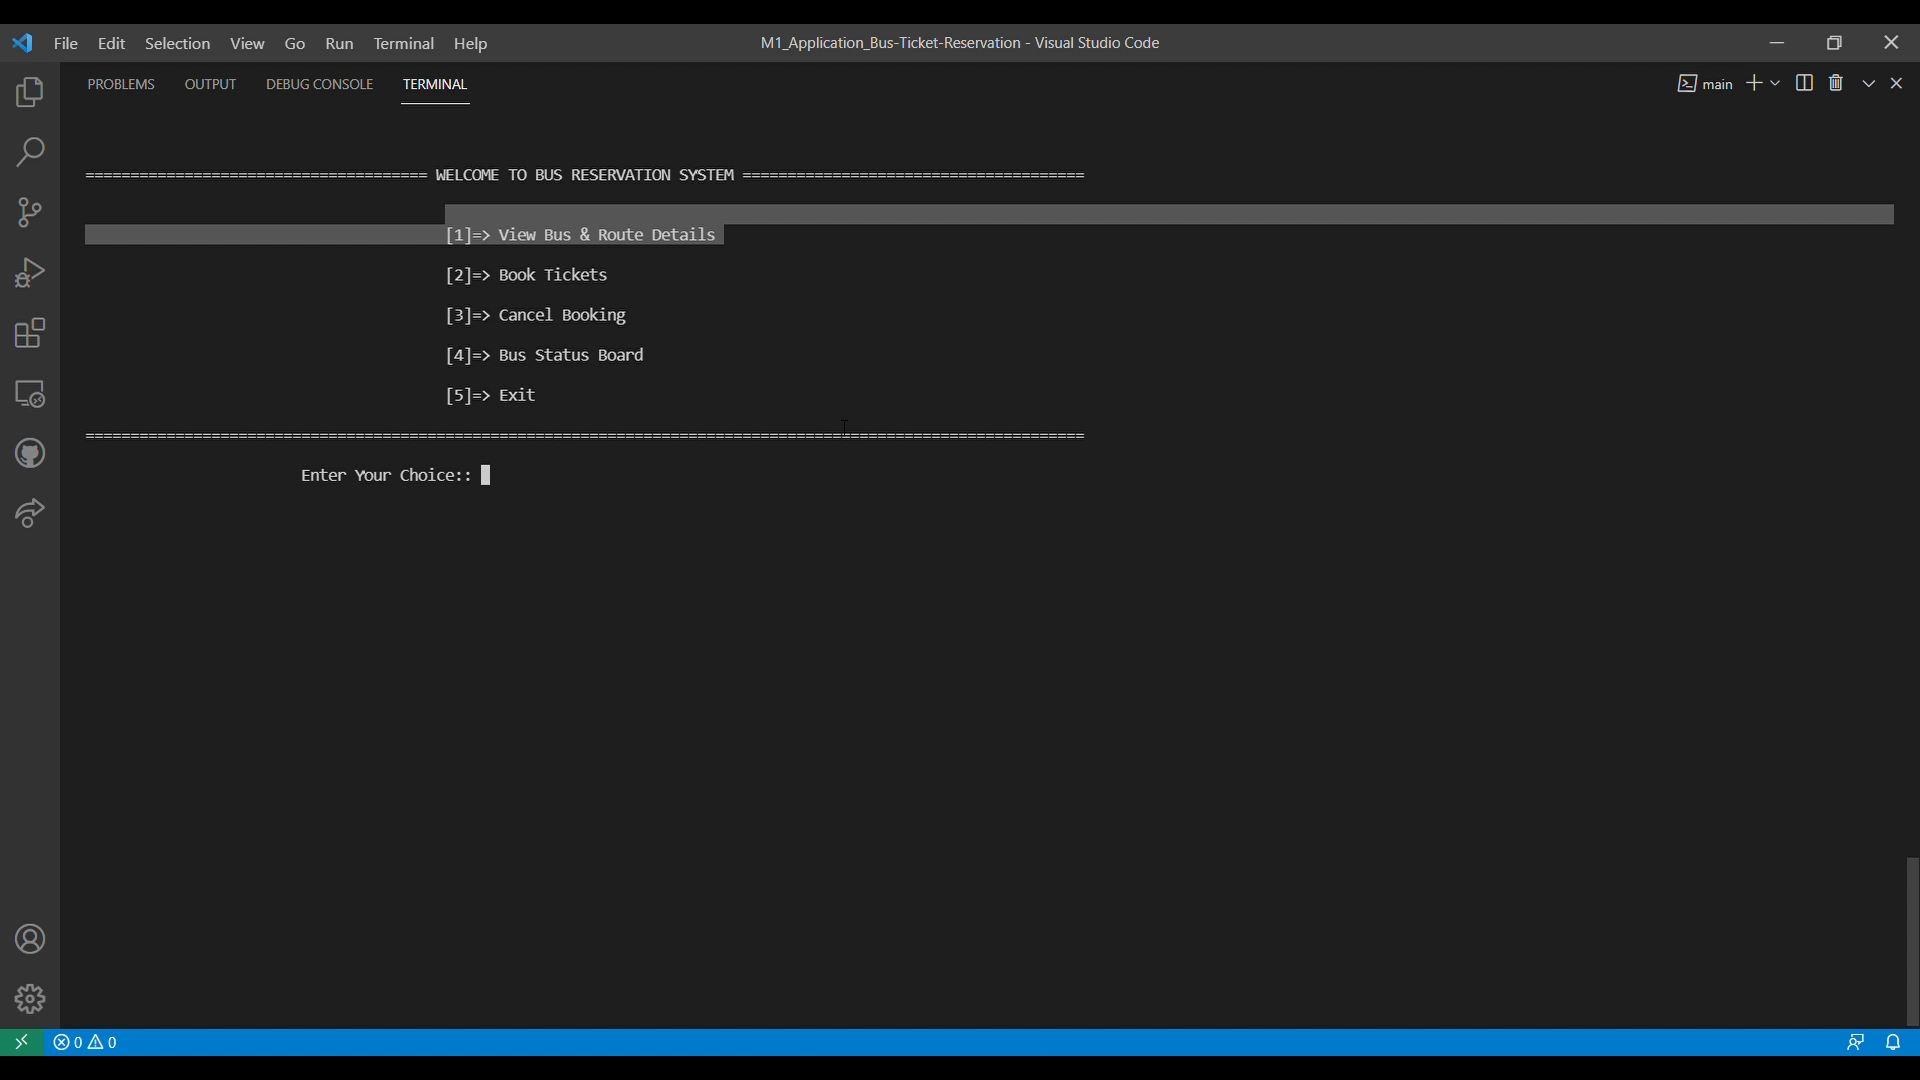 File Edit Selection View Go Run Terminal Help M1_Application_Bus-Ticket-Reservation - Visual Studio Code
PROBLEMS OUTPUT DEBUG CONSOLE TERMINAL main
====================================== WELCOME TO BUS RESERVATION SYSTEM ======================================
[1]=> View Bus & Route Details
[2]=> Book Tickets
[3]=> Cancel Booking
[4]=> Bus Status Board
[5]=> Exit
===============================================================================================================
Enter Your Choice::
0 0